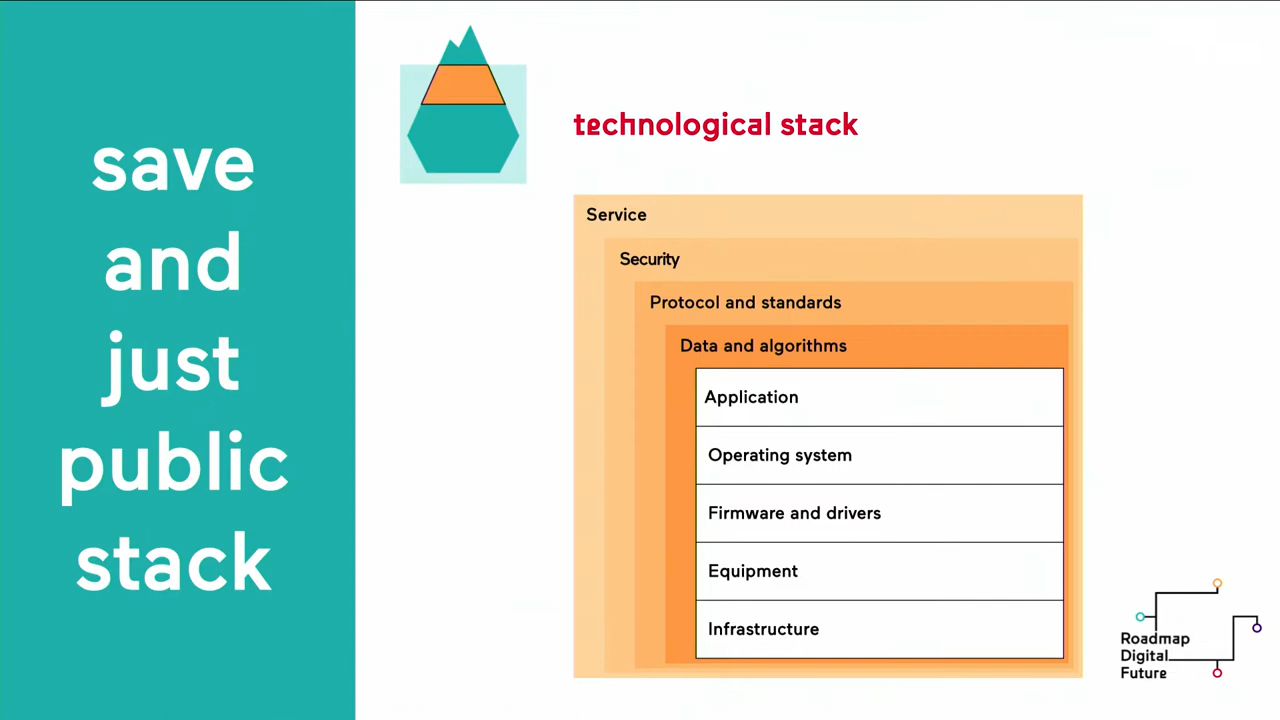 save
and
just
public
stack
technological stack
Service
Security
Protocol and standards
Data and algorithms
Application
Operating system
Firmware and drivers
Equipment
Infrastructure
Roadmap
Digital
Future